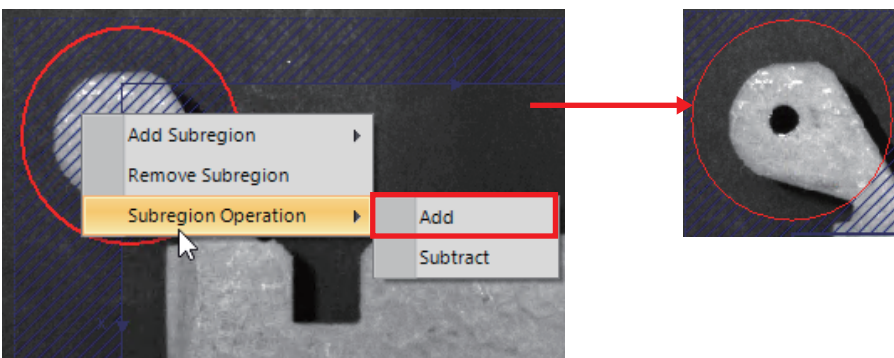 Add Subregion
Remove Subregion
Subregion Operation
Add
Subtract